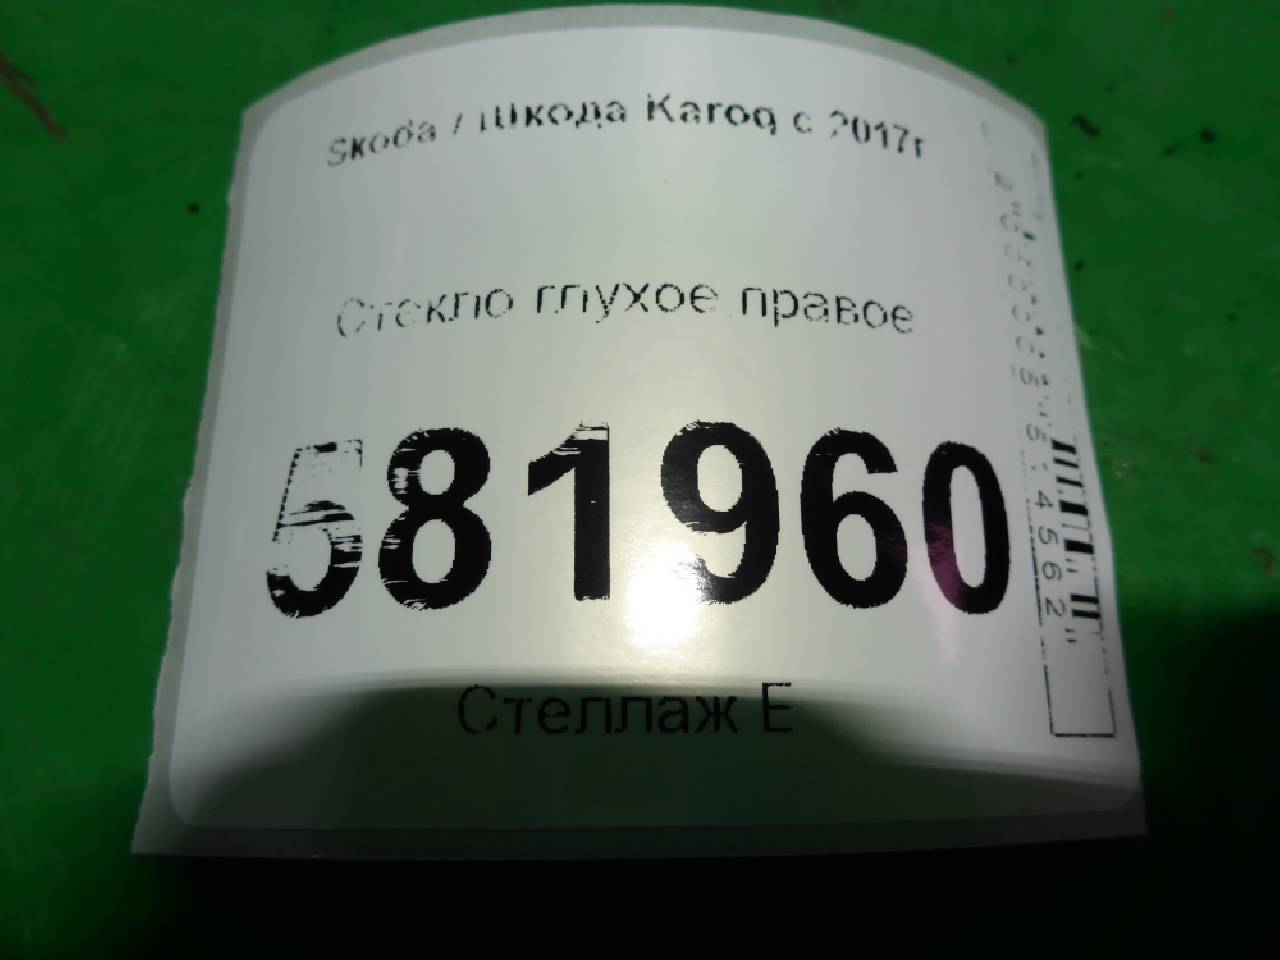 Skoda / Шкода Karoq с 2017г
Стекло глухое правое
581960
Стеллаж Е